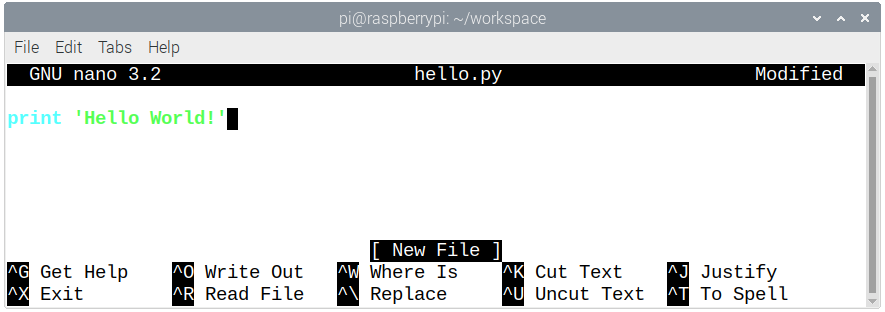 pi@raspberrypi: ~/workspace
File Edit Tabs Help
GNU nano 3.2 hello.py Modified
print 'Hello World!'
[ New File ]
^G Get Help ^O Write Out ^W Where Is ^K Cut Text ^J Justify
^X Exit ^R Read File ^\ Replace ^U Uncut Text ^T To Spell